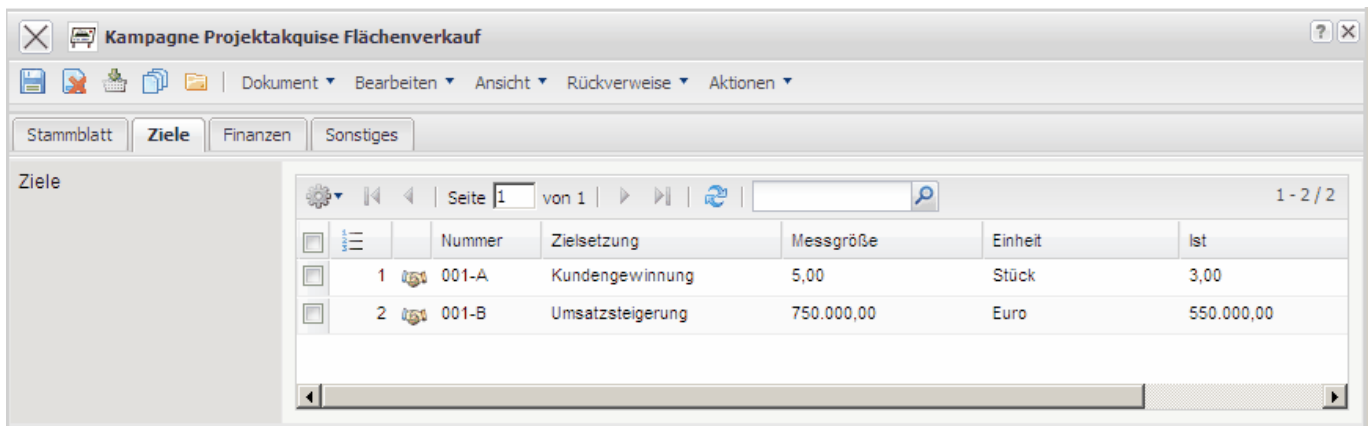 Kampagne Projektakquise Flächenverkauf
Dokument Bearbeiten Ansicht Rückverweise Aktionen
Stammblatt Ziele Finanzen Sonstiges
Ziele
Seite 1 von 1 1 - 2 / 2
Nummer Zielsetzung Messgröße Einheit Ist
1 001-A Kundengewinnung 5,00 Stück 3,00
2 001-B Umsatzsteigerung 750.000,00 Euro 550.000,00